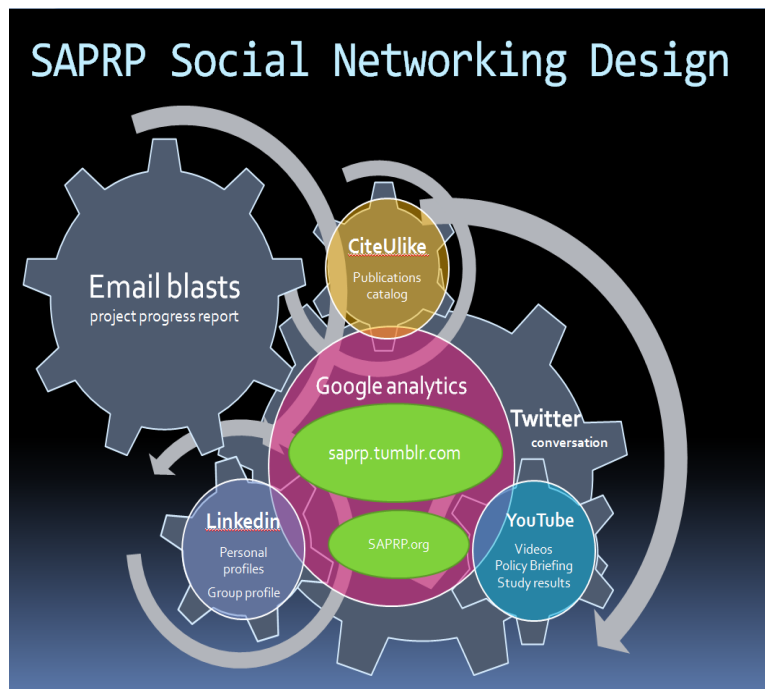 SAPRP Social Networking Design
CiteUlike
Publications
catalog
Email blasts
project progress report
Google analytics
Twitter
conversation
saprp.tumblr.com
Linkedin
Personal
profiles
Group profile
SAPRP.org
YouTube
Videos
Policy Briefing
Study results